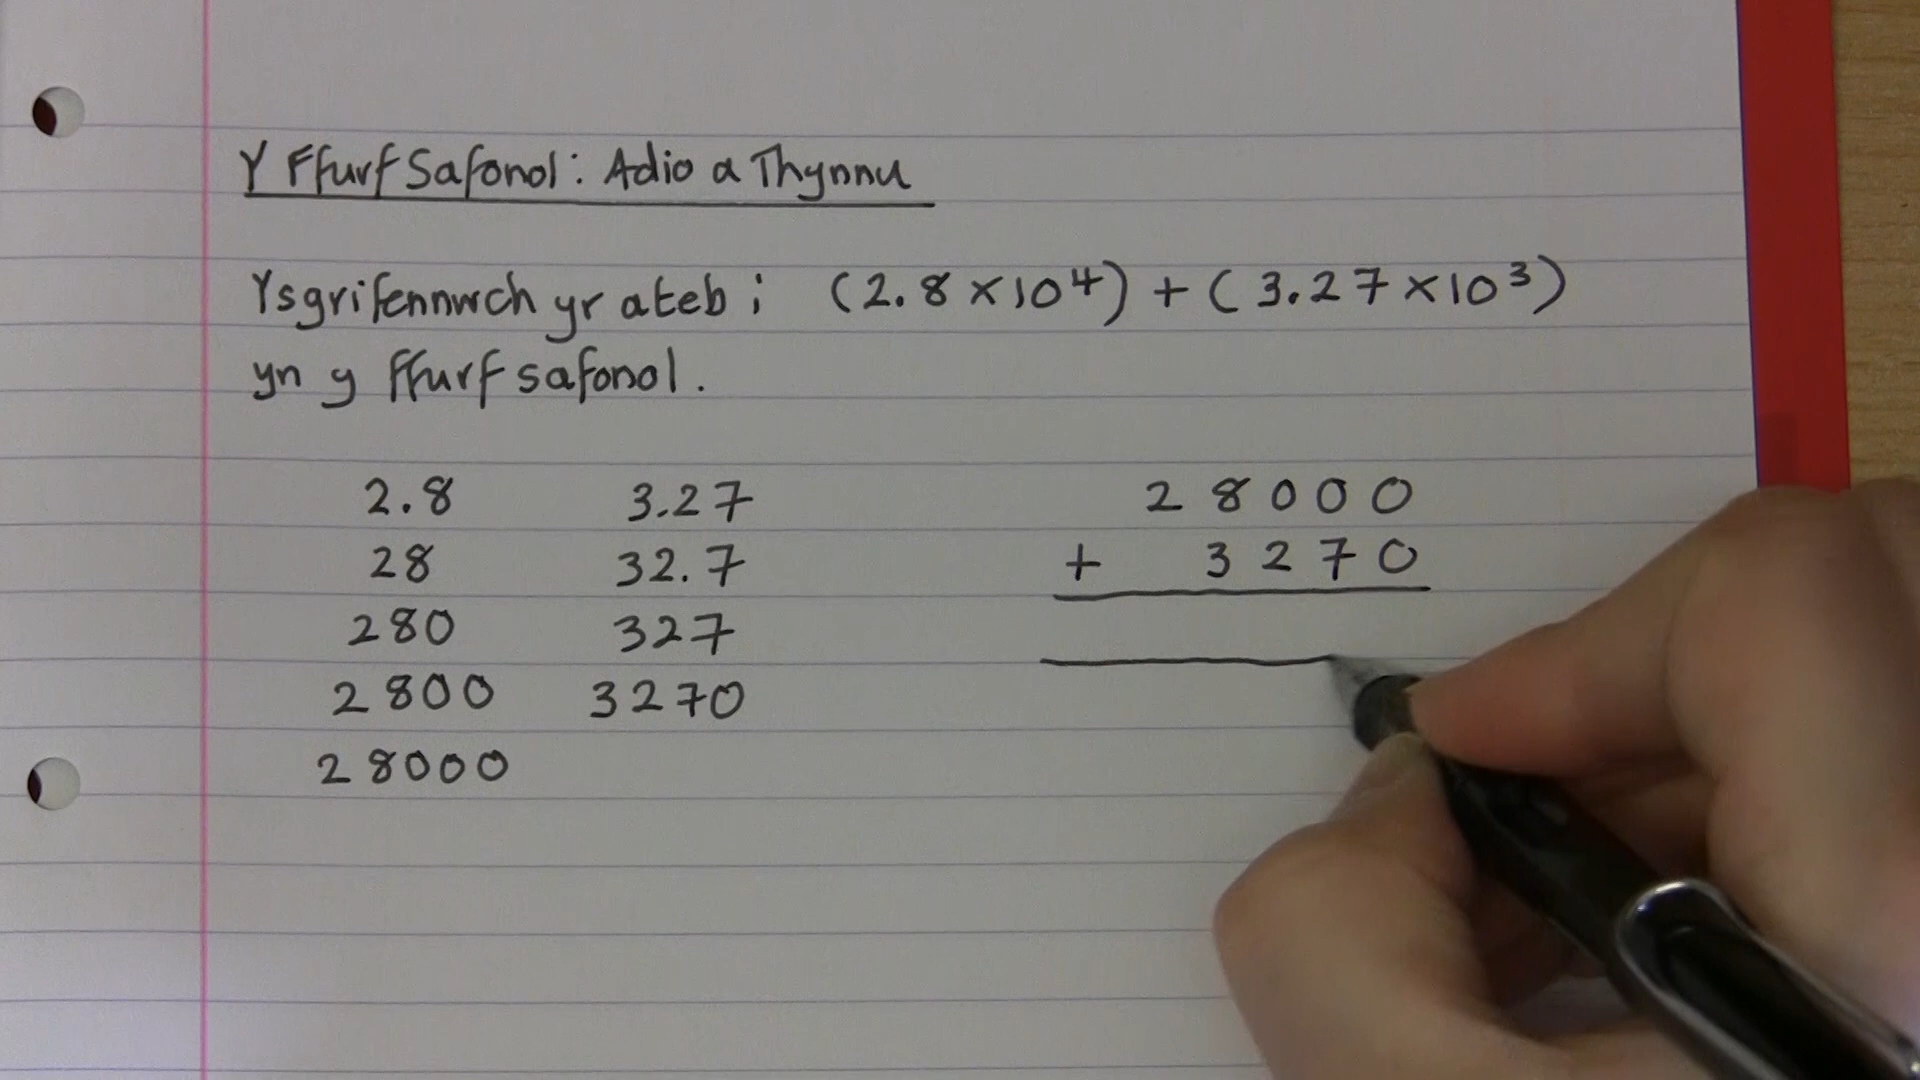 Y Ffurf Safonol: Adio a Thynnu
Ysgrifennwch yr ateb i (2.8 × 10⁴) + (3.27 × 10³)
yn y ffurf safonol.
2.8 3.27 28000
28 32.7 + 3270
280 327
2800 3270
28000